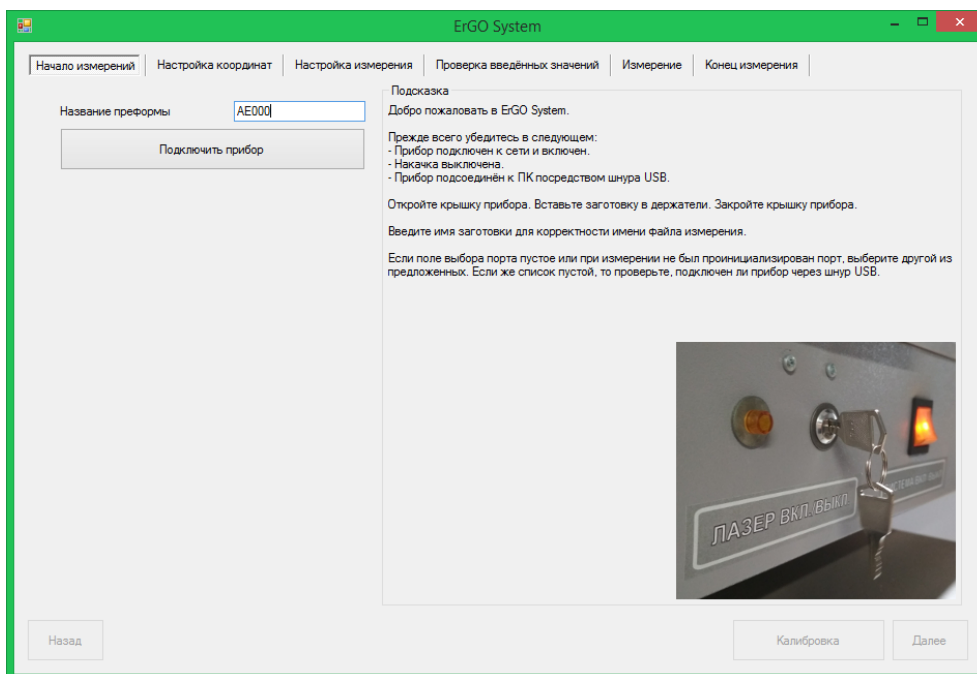 ErGO System
Начало измерений
Настройка координат
Настройка измерения
Проверка введённых значений
Измерение
Конец измерения
Название преформы
AE000
Подключить прибор
Подсказка
Добро пожаловать в ErGO System.
Прежде всего убедитесь в следующем:
- Прибор подключен к сети и включен.
- Накачка выключена.
- Прибор подсоединён к ПК посредством шнура USB.
Откройте крышку прибора. Вставьте заготовку в держатели. Закройте крышку прибора.
Введите имя заготовки для корректности имени файла измерения.
Если поле выбора порта пустое или при измерении не был проинициализирован порт, выберите другой из
предложенных. Если же список пустой, то проверьте, подключен ли прибор через шнур USB.
ЛАЗЕР ВКЛ./ВЫКЛ.
Назад
Калибровка
Далее